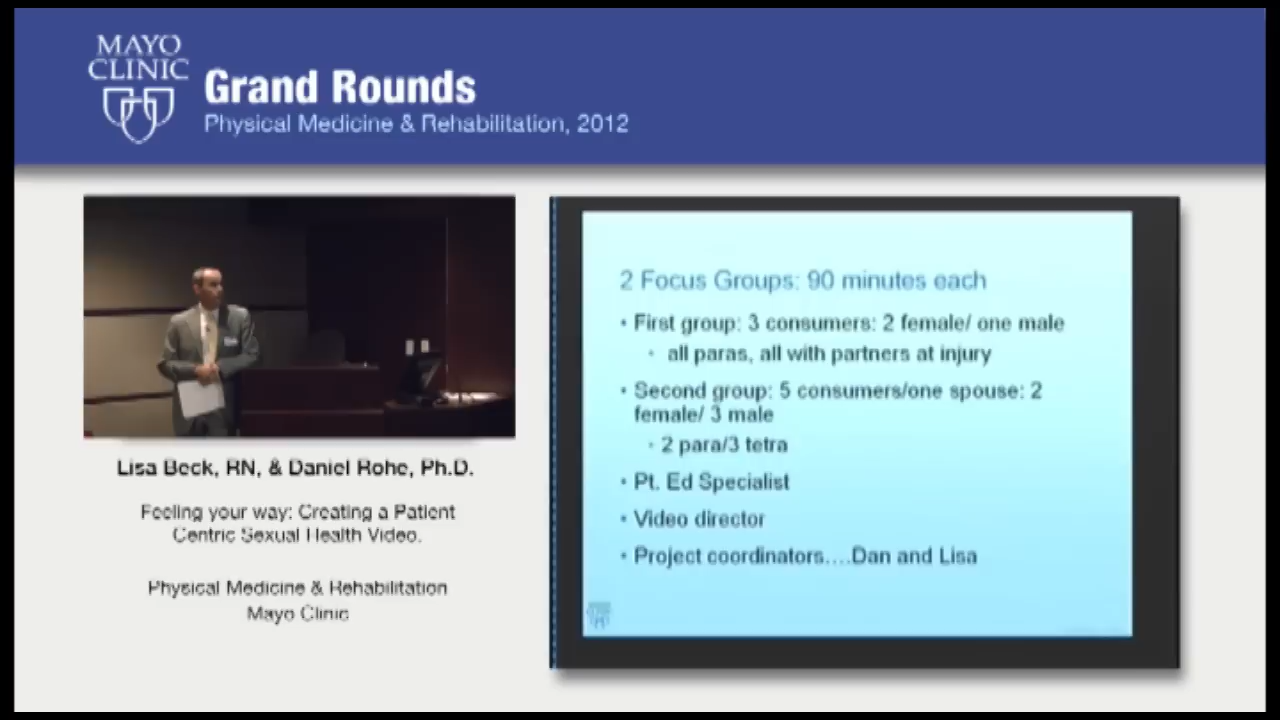 MAYO
CLINIC
Grand Rounds
Physical Medicine & Rehabilitation, 2012
Lisa Beck, RN, & Daniel Rohe, Ph.D.
Feeling your way: Creating a Patient
Centric Sexual Health Video.
Physical Medicine & Rehabilitation
Mayo Clinic
2 Focus Groups: 90 minutes each
• First group: 3 consumers: 2 female/ one male
• all paras, all with partners at injury
• Second group: 5 consumers/one spouse: 2
female/ 3 male
• 2 para/3 tetra
• Pt. Ed Specialist
• Video director
• Project coordinators....Dan and Lisa